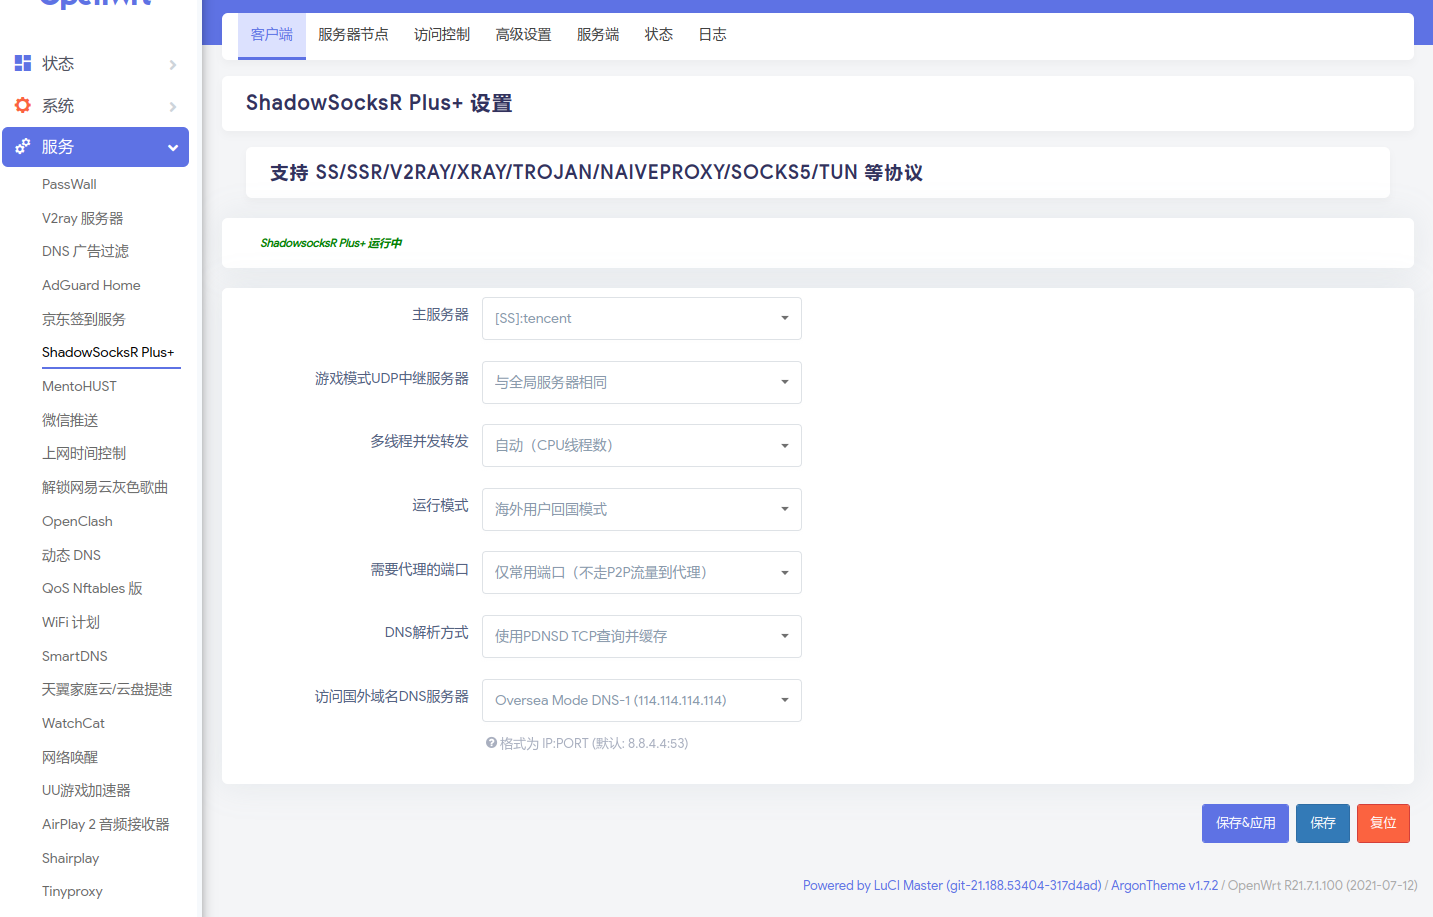 OpenWrt
状态
系统
服务
PassWall
V2ray 服务器
DNS 广告过滤
AdGuard Home
京东签到服务
ShadowSocksR Plus+
MentoHUST
微信推送
上网时间控制
解锁网易云灰色歌曲
OpenClash
动态 DNS
QoS Nftables 版
WiFi 计划
SmartDNS
天翼家庭云/云盘提速
WatchCat
网络唤醒
UU游戏加速器
AirPlay 2 音频接收器
Shairplay
Tinyproxy
客户端 服务器节点 访问控制 高级设置 服务端 状态 日志
ShadowSocksR Plus+ 设置
支持 SS/SSR/V2RAY/XRAY/TROJAN/NAIVEPROXY/SOCKS5/TUN 等协议
ShadowsocksR Plus+ 运行中
主服务器 [SS]:tencent
游戏模式UDP中继服务器 与全局服务器相同
多线程并发转发 自动（CPU线程数）
运行模式 海外用户回国模式
需要代理的端口 仅常用端口（不走P2P流量到代理）
DNS解析方式 使用PDNSD TCP查询并缓存
访问国外域名DNS服务器 Oversea Mode DNS-1 (114.114.114.114)
格式为 IP:PORT (默认: 8.8.4.4:53)
保存&应用 保存 复位
Powered by LuCI Master (git-21.188.53404-317d4ad) / ArgonTheme v1.7.2 / OpenWrt R21.7.1.100 (2021-07-12)